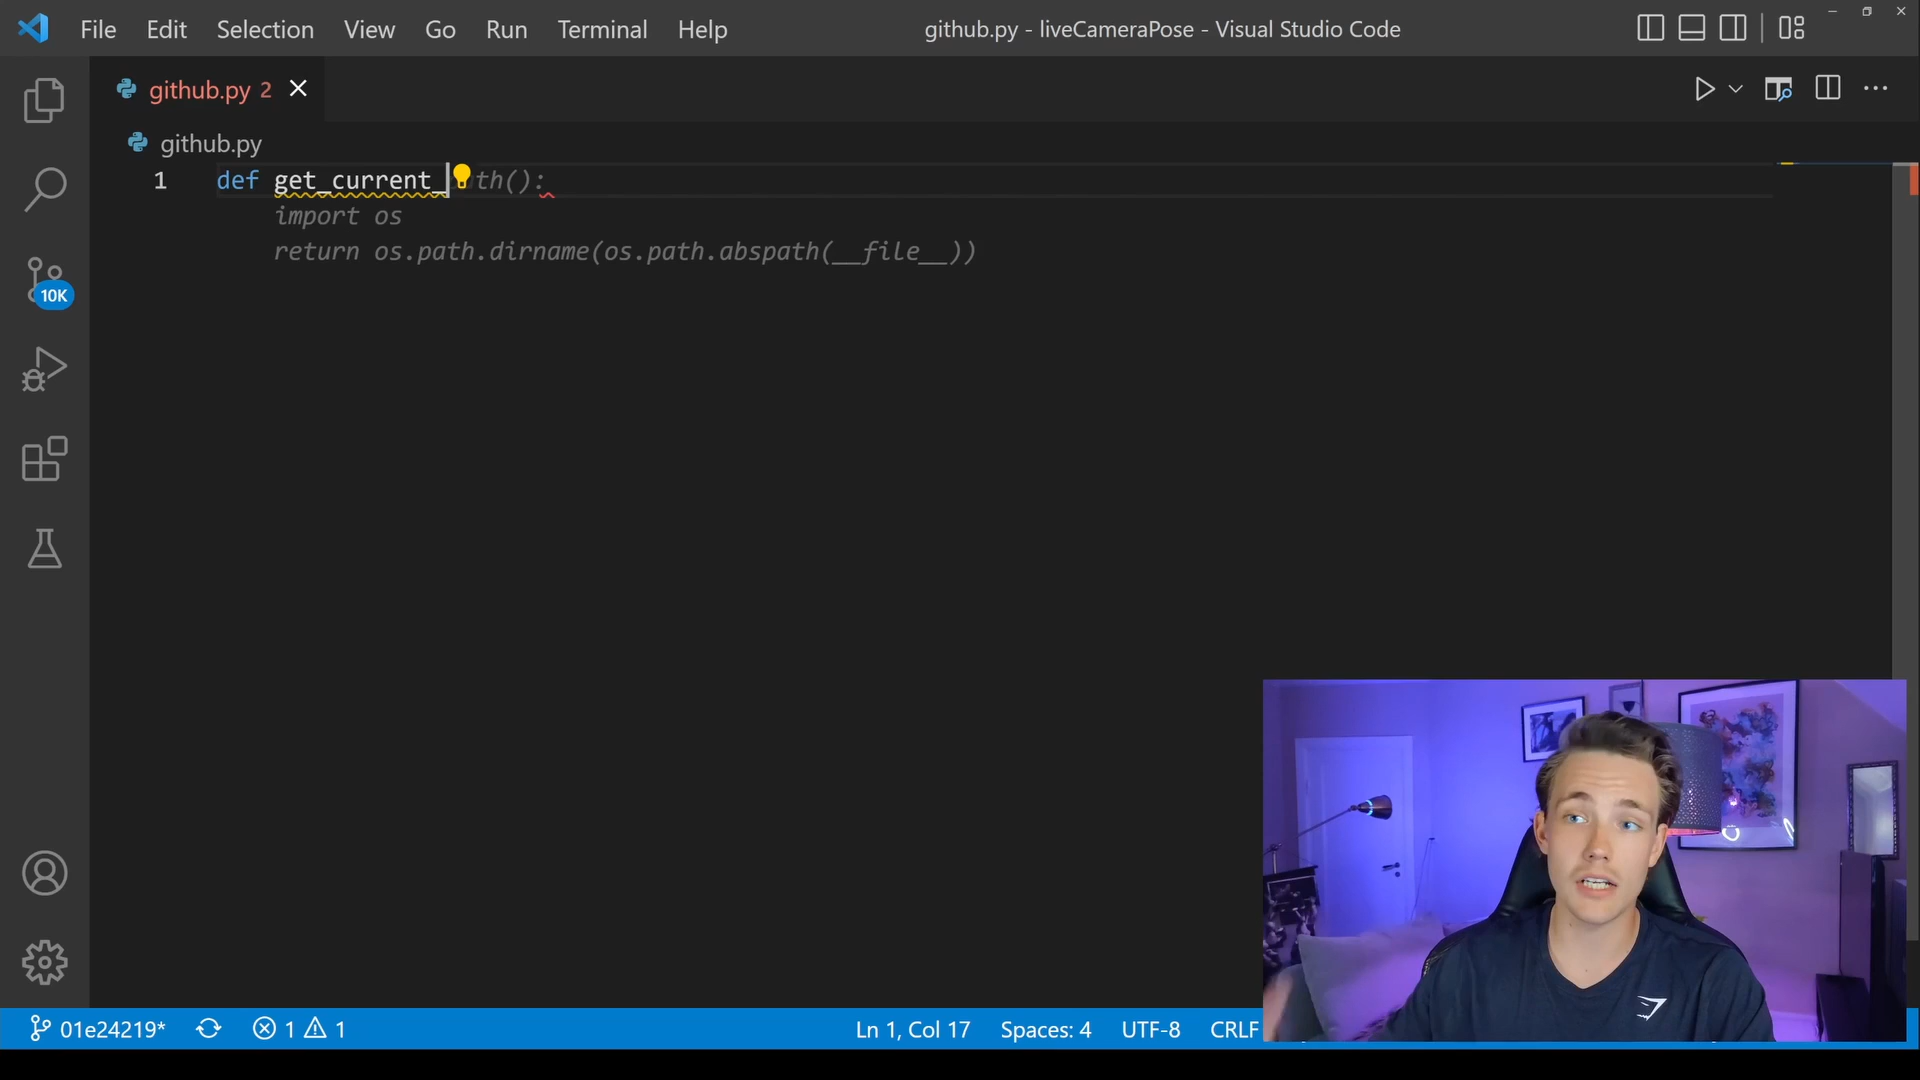 File Edit Selection View Go Run Terminal Help github.py - liveCameraPose - Visual Studio Code
github.py 2
github.py
1 def get_current_th():
import os
return os.path.dirname(os.path.abspath(__file__))
10K
01e24219* 1 1 Ln 1, Col 17 Spaces: 4 UTF-8 CRLF